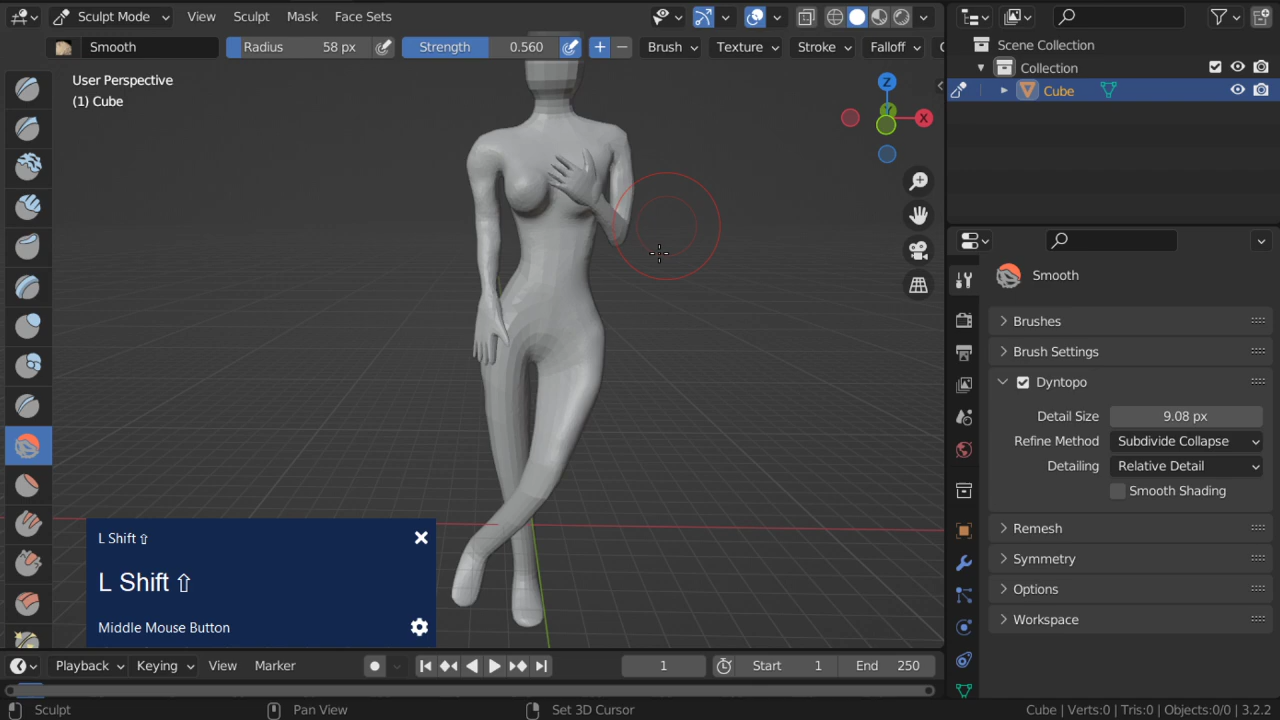 Sculpt Mode View Sculpt Mask Face Sets
Smooth Radius 58 px Strength 0.560 Brush Texture Stroke Falloff
User Perspective
(1) Cube
Z
Y
X
Scene Collection
Collection
Cube
Smooth
Brushes
Brush Settings
Dyntopo
Detail Size 9.08 px
Refine Method Subdivide Collapse
Detailing Relative Detail
Smooth Shading
Remesh
Symmetry
Options
Workspace
L Shift ⇧
L Shift ⇧
Middle Mouse Button
Playback Keying View Marker 1 Start 1 End 250
Sculpt Pan View Set 3D Cursor Cube | Verts:0 | Tris:0 | Objects:0/0 | 3.2.2